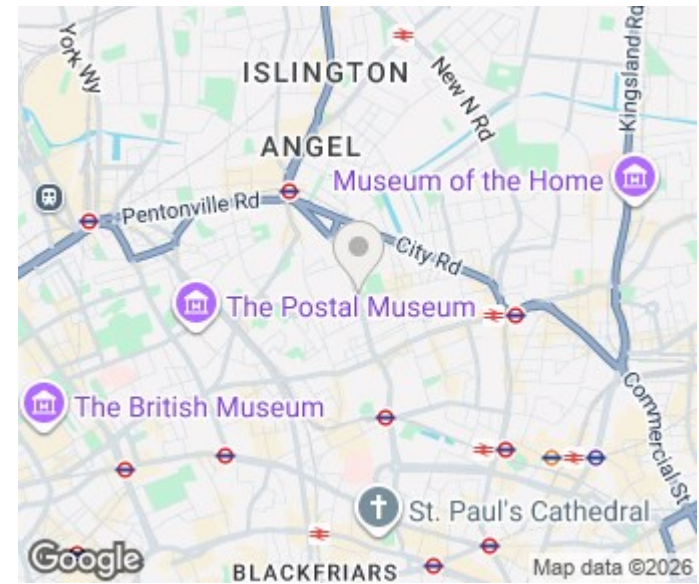 York Wy
ISLINGTON
New N Rd
Kingsland Rd
ANGEL
Museum of the Home
Pentonville Rd
City Rd
The Postal Museum
The British Museum
Commercial St
St. Paul's Cathedral
Google
BLACKFRIARS
Map data ©2026